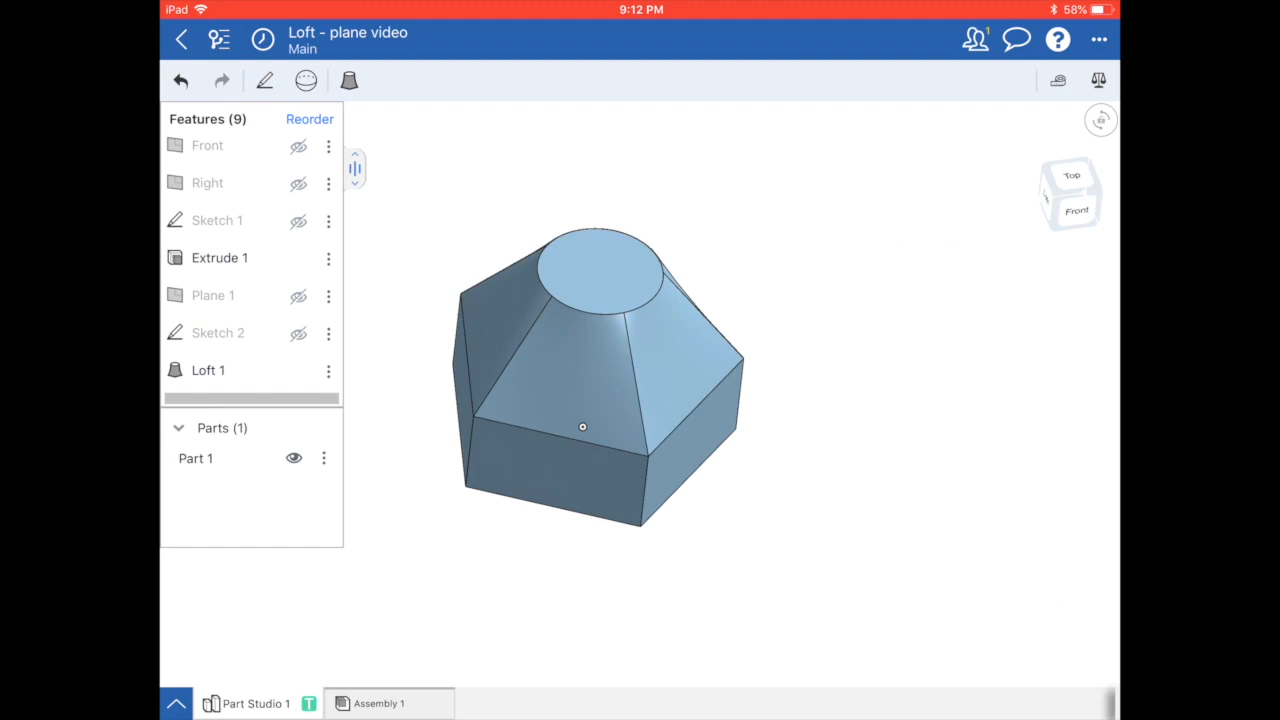 iPad 9:12 PM 58%
Loft - plane video
Main
1
?
Features (9) Reorder
Front
Right
Sketch 1
Extrude 1
Plane 1
Sketch 2
Loft 1
Parts (1)
Part 1
Top
Front
Part Studio 1 T Assembly 1